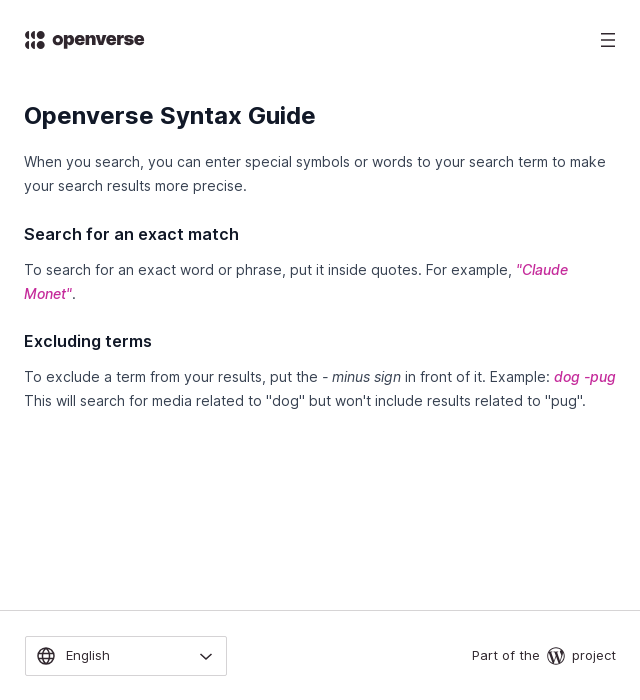 openverse
Openverse Syntax Guide
When you search, you can enter special symbols or words to your search term to make
your search results more precise.
Search for an exact match
To search for an exact word or phrase, put it inside quotes. For example, "Claude
Monet".
Excluding terms
To exclude a term from your results, put the - minus sign in front of it. Example: dog -pug
This will search for media related to "dog" but won't include results related to "pug".
English
Part of the project